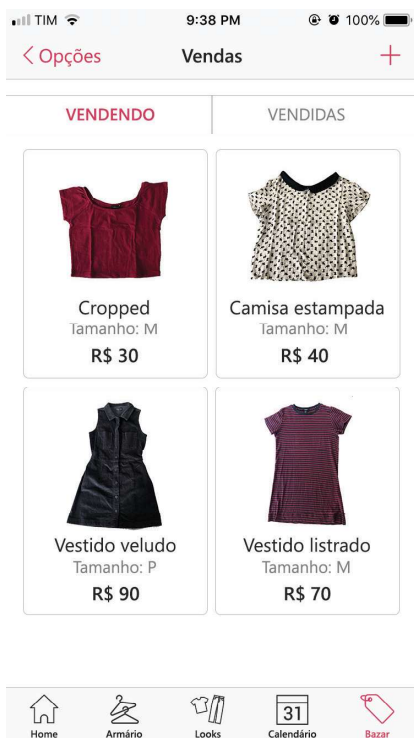 TIM 9:38 PM 100%
Opções Vendas +
VENDENDO VENDIDAS
Cropped
Tamanho: M
R$ 30
Camisa estampada
Tamanho: M
R$ 40
Vestido veludo
Tamanho: P
R$ 90
Vestido listrado
Tamanho: M
R$ 70
31
Home Armário Looks Calendário Bazar